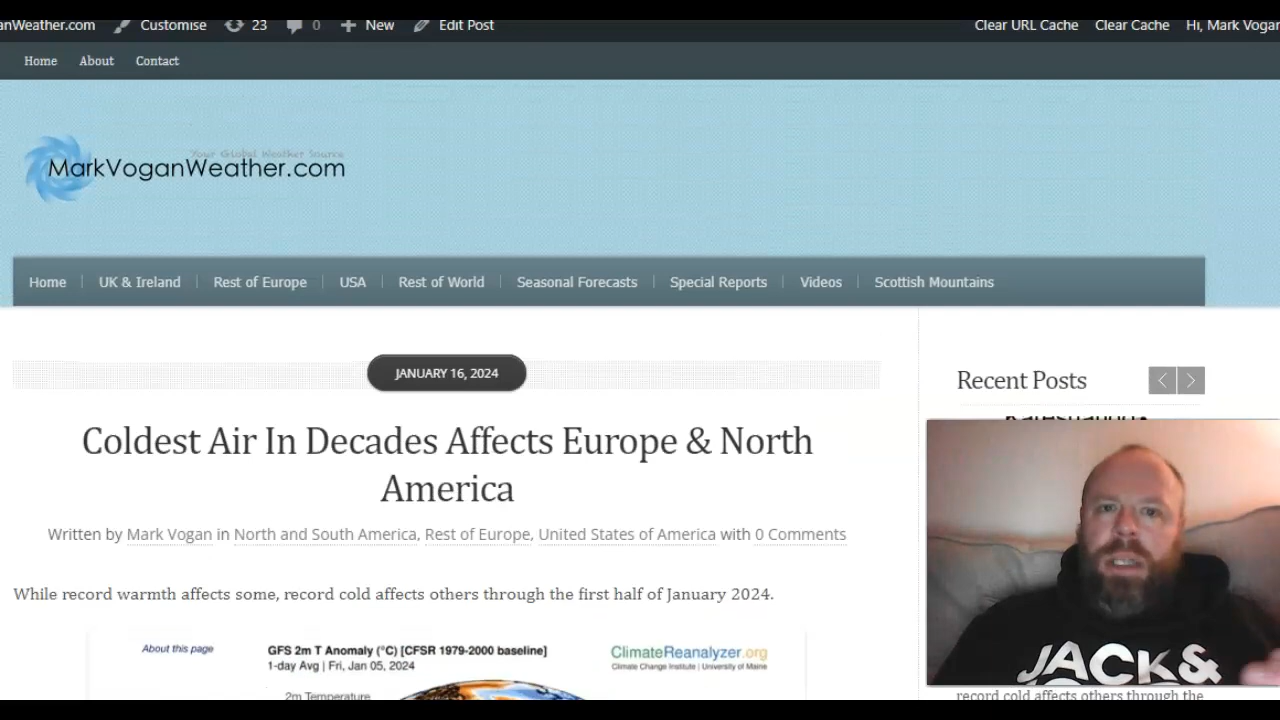 anWeather.com Customise 23 0 New Edit Post Clear URL Cache Clear Cache Hi, Mark Vogan
Home About Contact
Your Global Weather Source
MarkVoganWeather.com
Home UK & Ireland Rest of Europe USA Rest of World Seasonal Forecasts Special Reports Videos Scottish Mountains
JANUARY 16, 2024
Recent Posts
Coldest Air In Decades Affects Europe & North
America
Written by Mark Vogan in North and South America, Rest of Europe, United States of America with 0 Comments
While record warmth affects some, record cold affects others through the first half of January 2024.
About this page
GFS 2m T Anomaly (°C) [CFSR 1979-2000 baseline]
1-day Avg | Fri, Jan 05, 2024
2m Temperature
ClimateReanalyzer.org
Climate Change Institute | University of Maine
JACK&
record cold affects others through the